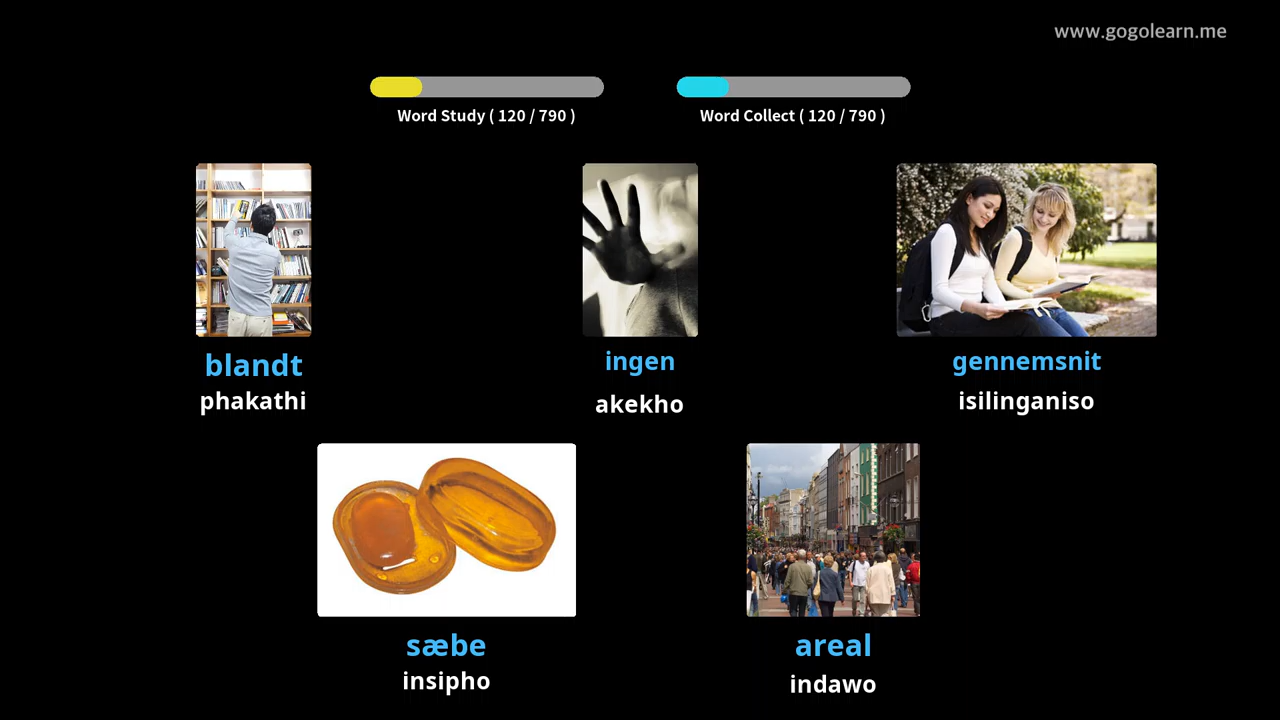 www.gogolearn.me
Word Study ( 120 / 790 )
Word Collect ( 120 / 790 )
blandt
phakathi
ingen
akekho
gennemsnit
isilinganiso
sæbe
insipho
areal
indawo